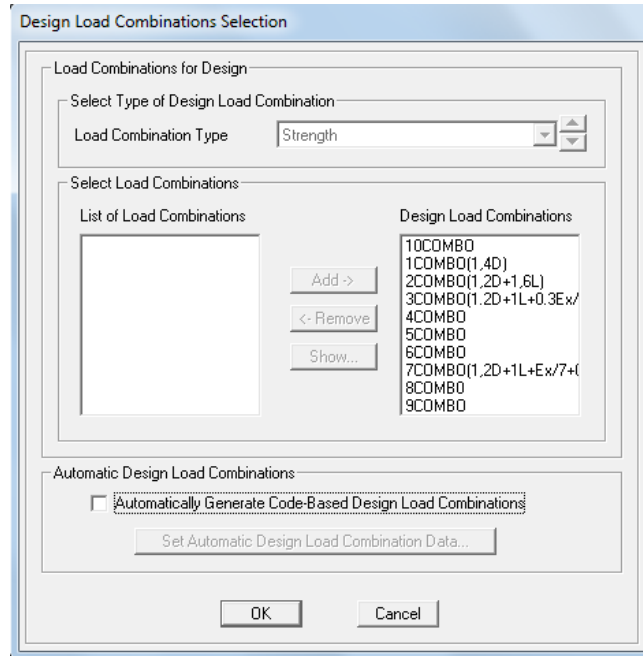 Design Load Combinations Selection
Load Combinations for Design
Select Type of Design Load Combination
Load Combination Type
Strength
Select Load Combinations
List of Load Combinations
Design Load Combinations
10COMBO
1COMBO(1,4D)
2COMBO(1,2D+1,6L)
3COMBO(1.2D+1L+0.3Ex/
4COMBO
5COMBO
6COMBO
7COMBO(1,2D+1L+Ex/7+(
8COMBO
9COMBO
Add ->
<- Remove
Show...
Automatic Design Load Combinations
Automatically Generate Code-Based Design Load Combinations
Set Automatic Design Load Combination Data...
OK
Cancel